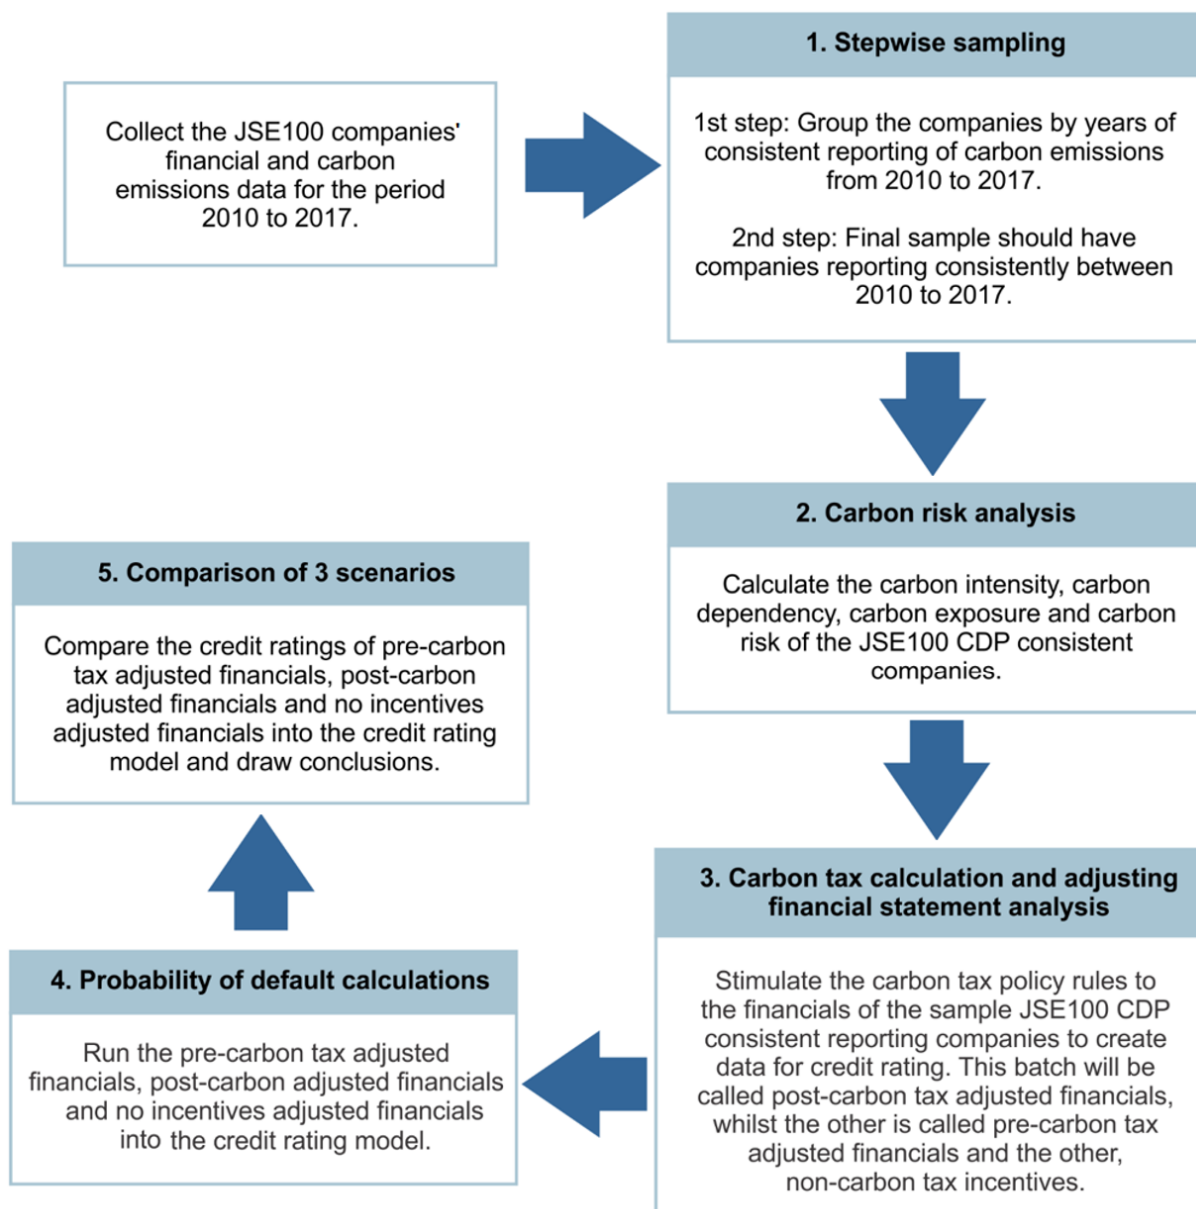 Collect the JSE100 companies'
financial and carbon
emissions data for the period
2010 to 2017.
1. Stepwise sampling
1st step: Group the companies by years of
consistent reporting of carbon emissions
from 2010 to 2017.
2nd step: Final sample should have
companies reporting consistently between
2010 to 2017.
2. Carbon risk analysis
Calculate the carbon intensity, carbon
dependency, carbon exposure and carbon
risk of the JSE100 CDP consistent
companies.
3. Carbon tax calculation and adjusting
financial statement analysis
Stimulate the carbon tax policy rules to
the financials of the sample JSE100 CDP
consistent reporting companies to create
data for credit rating. This batch will be
called post-carbon tax adjusted financials,
whilst the other is called pre-carbon tax
adjusted financials and the other,
non-carbon tax incentives.
4. Probability of default calculations
Run the pre-carbon tax adjusted
financials, post-carbon adjusted financials
and no incentives adjusted financials
into the credit rating model.
5. Comparison of 3 scenarios
Compare the credit ratings of pre-carbon
tax adjusted financials, post-carbon
adjusted financials and no incentives
adjusted financials into the credit rating
model and draw conclusions.